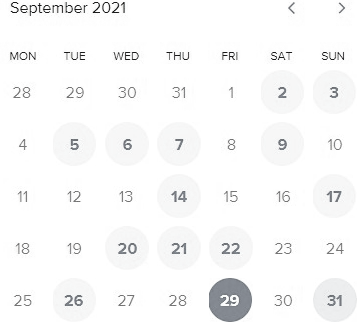 September 2021
MON TUE WED THU FRI SAT SUN
28 29 30 31 1 2 3
4 5 6 7 8 9 10
11 12 13 14 15 16 17
18 19 20 21 22 23 24
25 26 27 28 29 30 31